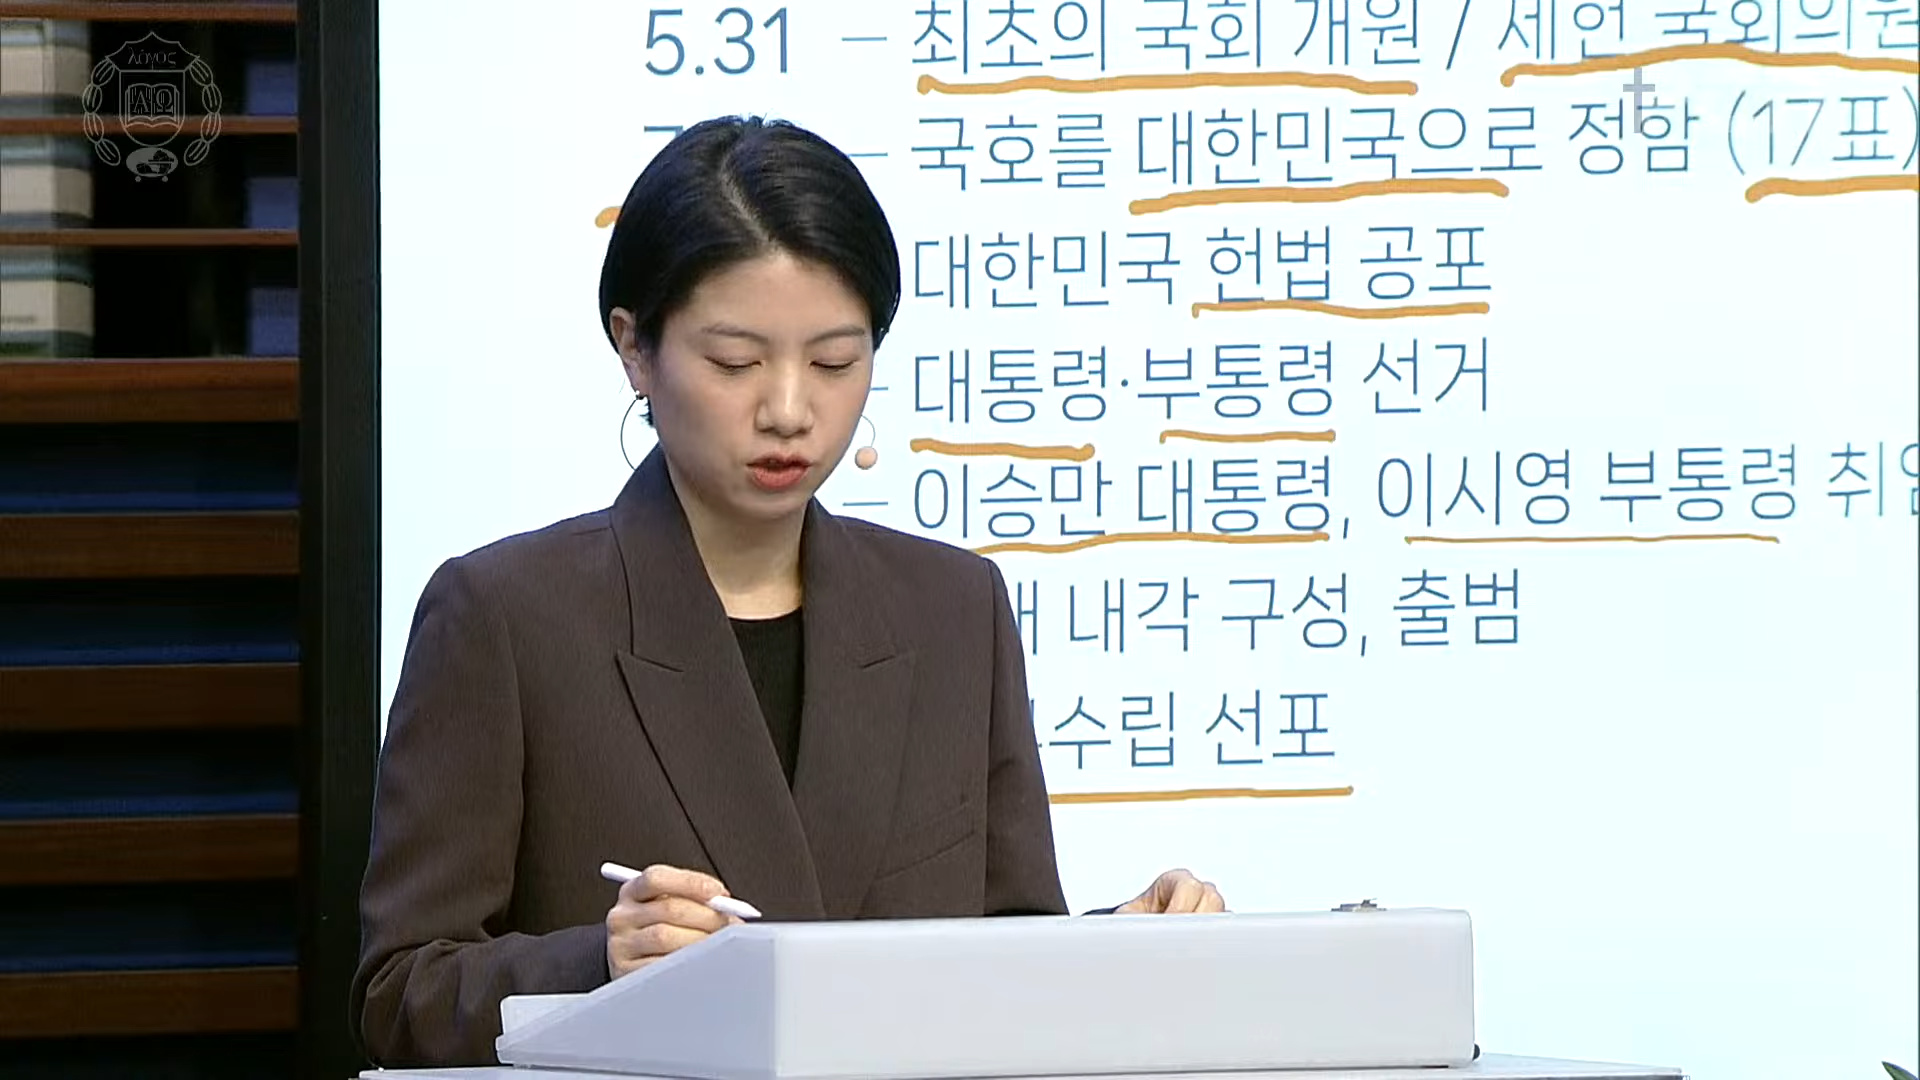 λόγος
ΑΩ
5.31 – 최초의 국회 개원 / 제헌 국회의원
– 국호를 대한민국으로 정함 (17표)
대한민국 헌법 공포
– 대통령·부통령 선거
– 이승만 대통령, 이시영 부통령 취임
내각 구성, 출범
수립 선포